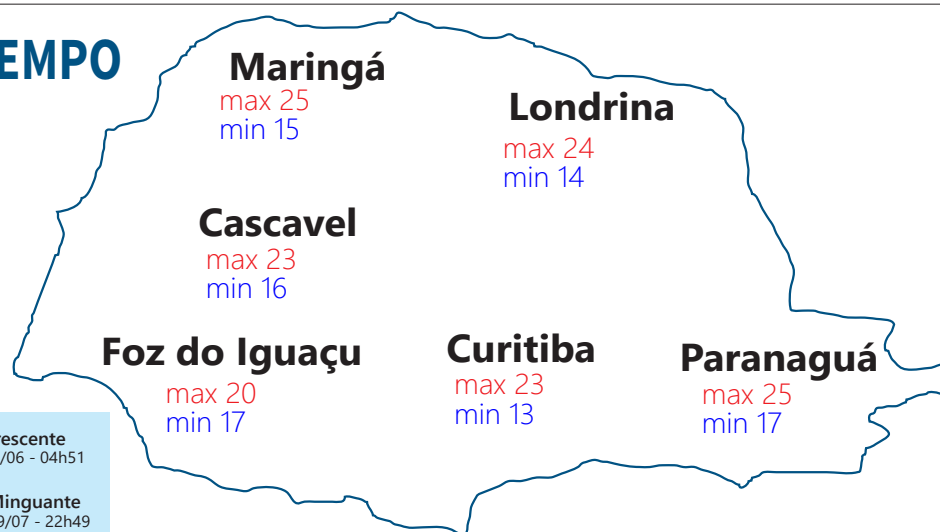 EMPO
Maringá
max 25
min 15
Londrina
max 24
min 14
Cascavel
max 23
min 16
Foz do Iguaçu
max 20
min 17
Curitiba
max 23
min 13
Paranaguá
max 25
min 17
rescente
/06 - 04h51
Minguante
9/07 - 22h49